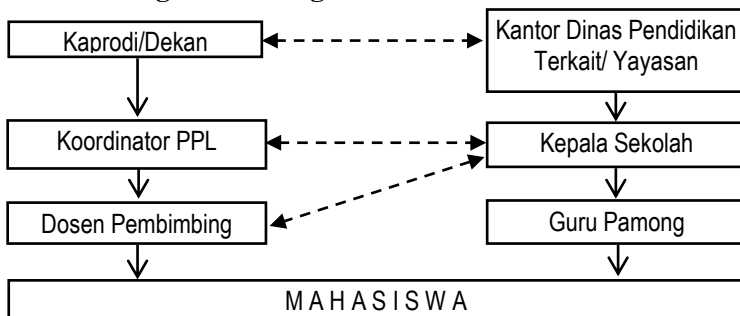 Kaprodi/Dekan
Kantor Dinas Pendidikan
Terkait/ Yayasan
Koordinator PPL
Kepala Sekolah
Dosen Pembimbing
Guru Pamong
M A H A S I S W A